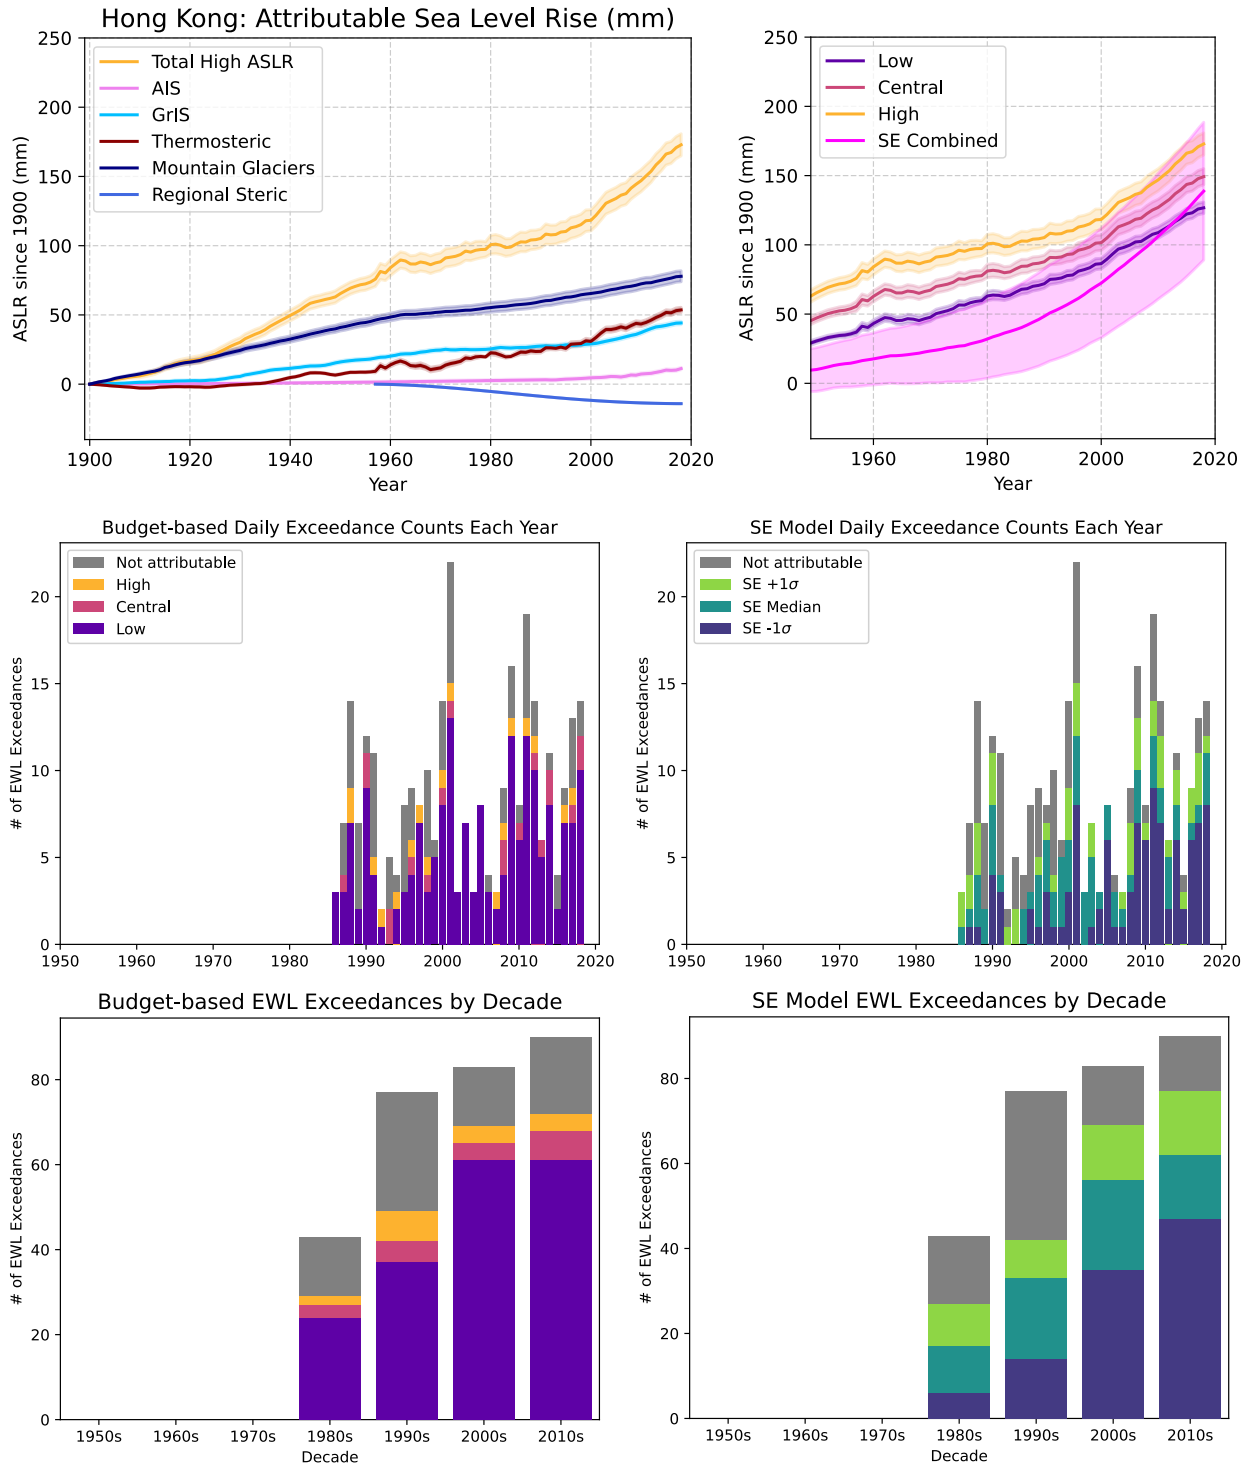 Hong Kong: Attributable Sea Level Rise (mm)
250
200
150
100
50
0
ASLR since 1900 (mm)
Total High ASLR
AIS
GrIS
Thermosteric
Mountain Glaciers
Regional Steric
1900 1920 1940 1960 1980 2000 2020
Year
250
200
150
100
50
0
ASLR since 1900 (mm)
Low
Central
High
SE Combined
1960 1980 2000 2020
Year
Budget-based Daily Exceedance Counts Each Year
20
15
10
5
0
# of EWL Exceedances
Not attributable
High
Central
Low
1950 1960 1970 1980 1990 2000 2010 2020
SE Model Daily Exceedance Counts Each Year
20
15
10
5
0
# of EWL Exceedances
Not attributable
SE +1σ
SE Median
SE -1σ
1950 1960 1970 1980 1990 2000 2010 2020
Budget-based EWL Exceedances by Decade
80
60
40
20
0
# of EWL Exceedances
1950s 1960s 1970s 1980s 1990s 2000s 2010s
Decade
SE Model EWL Exceedances by Decade
80
60
40
20
0
# of EWL Exceedances
1950s 1960s 1970s 1980s 1990s 2000s 2010s
Decade